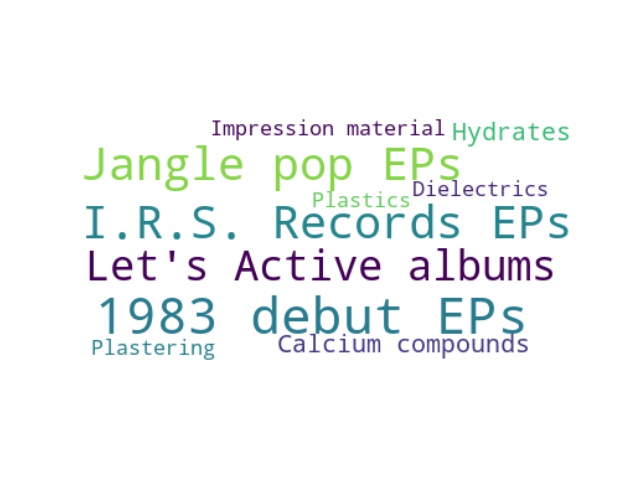 Impression material
Hydrates
Jangle pop EPs
Dielectrics
Plastics
I.R.S. Records EPs
Let's Active albums
1983 debut EPs
Plastering
Calcium compounds